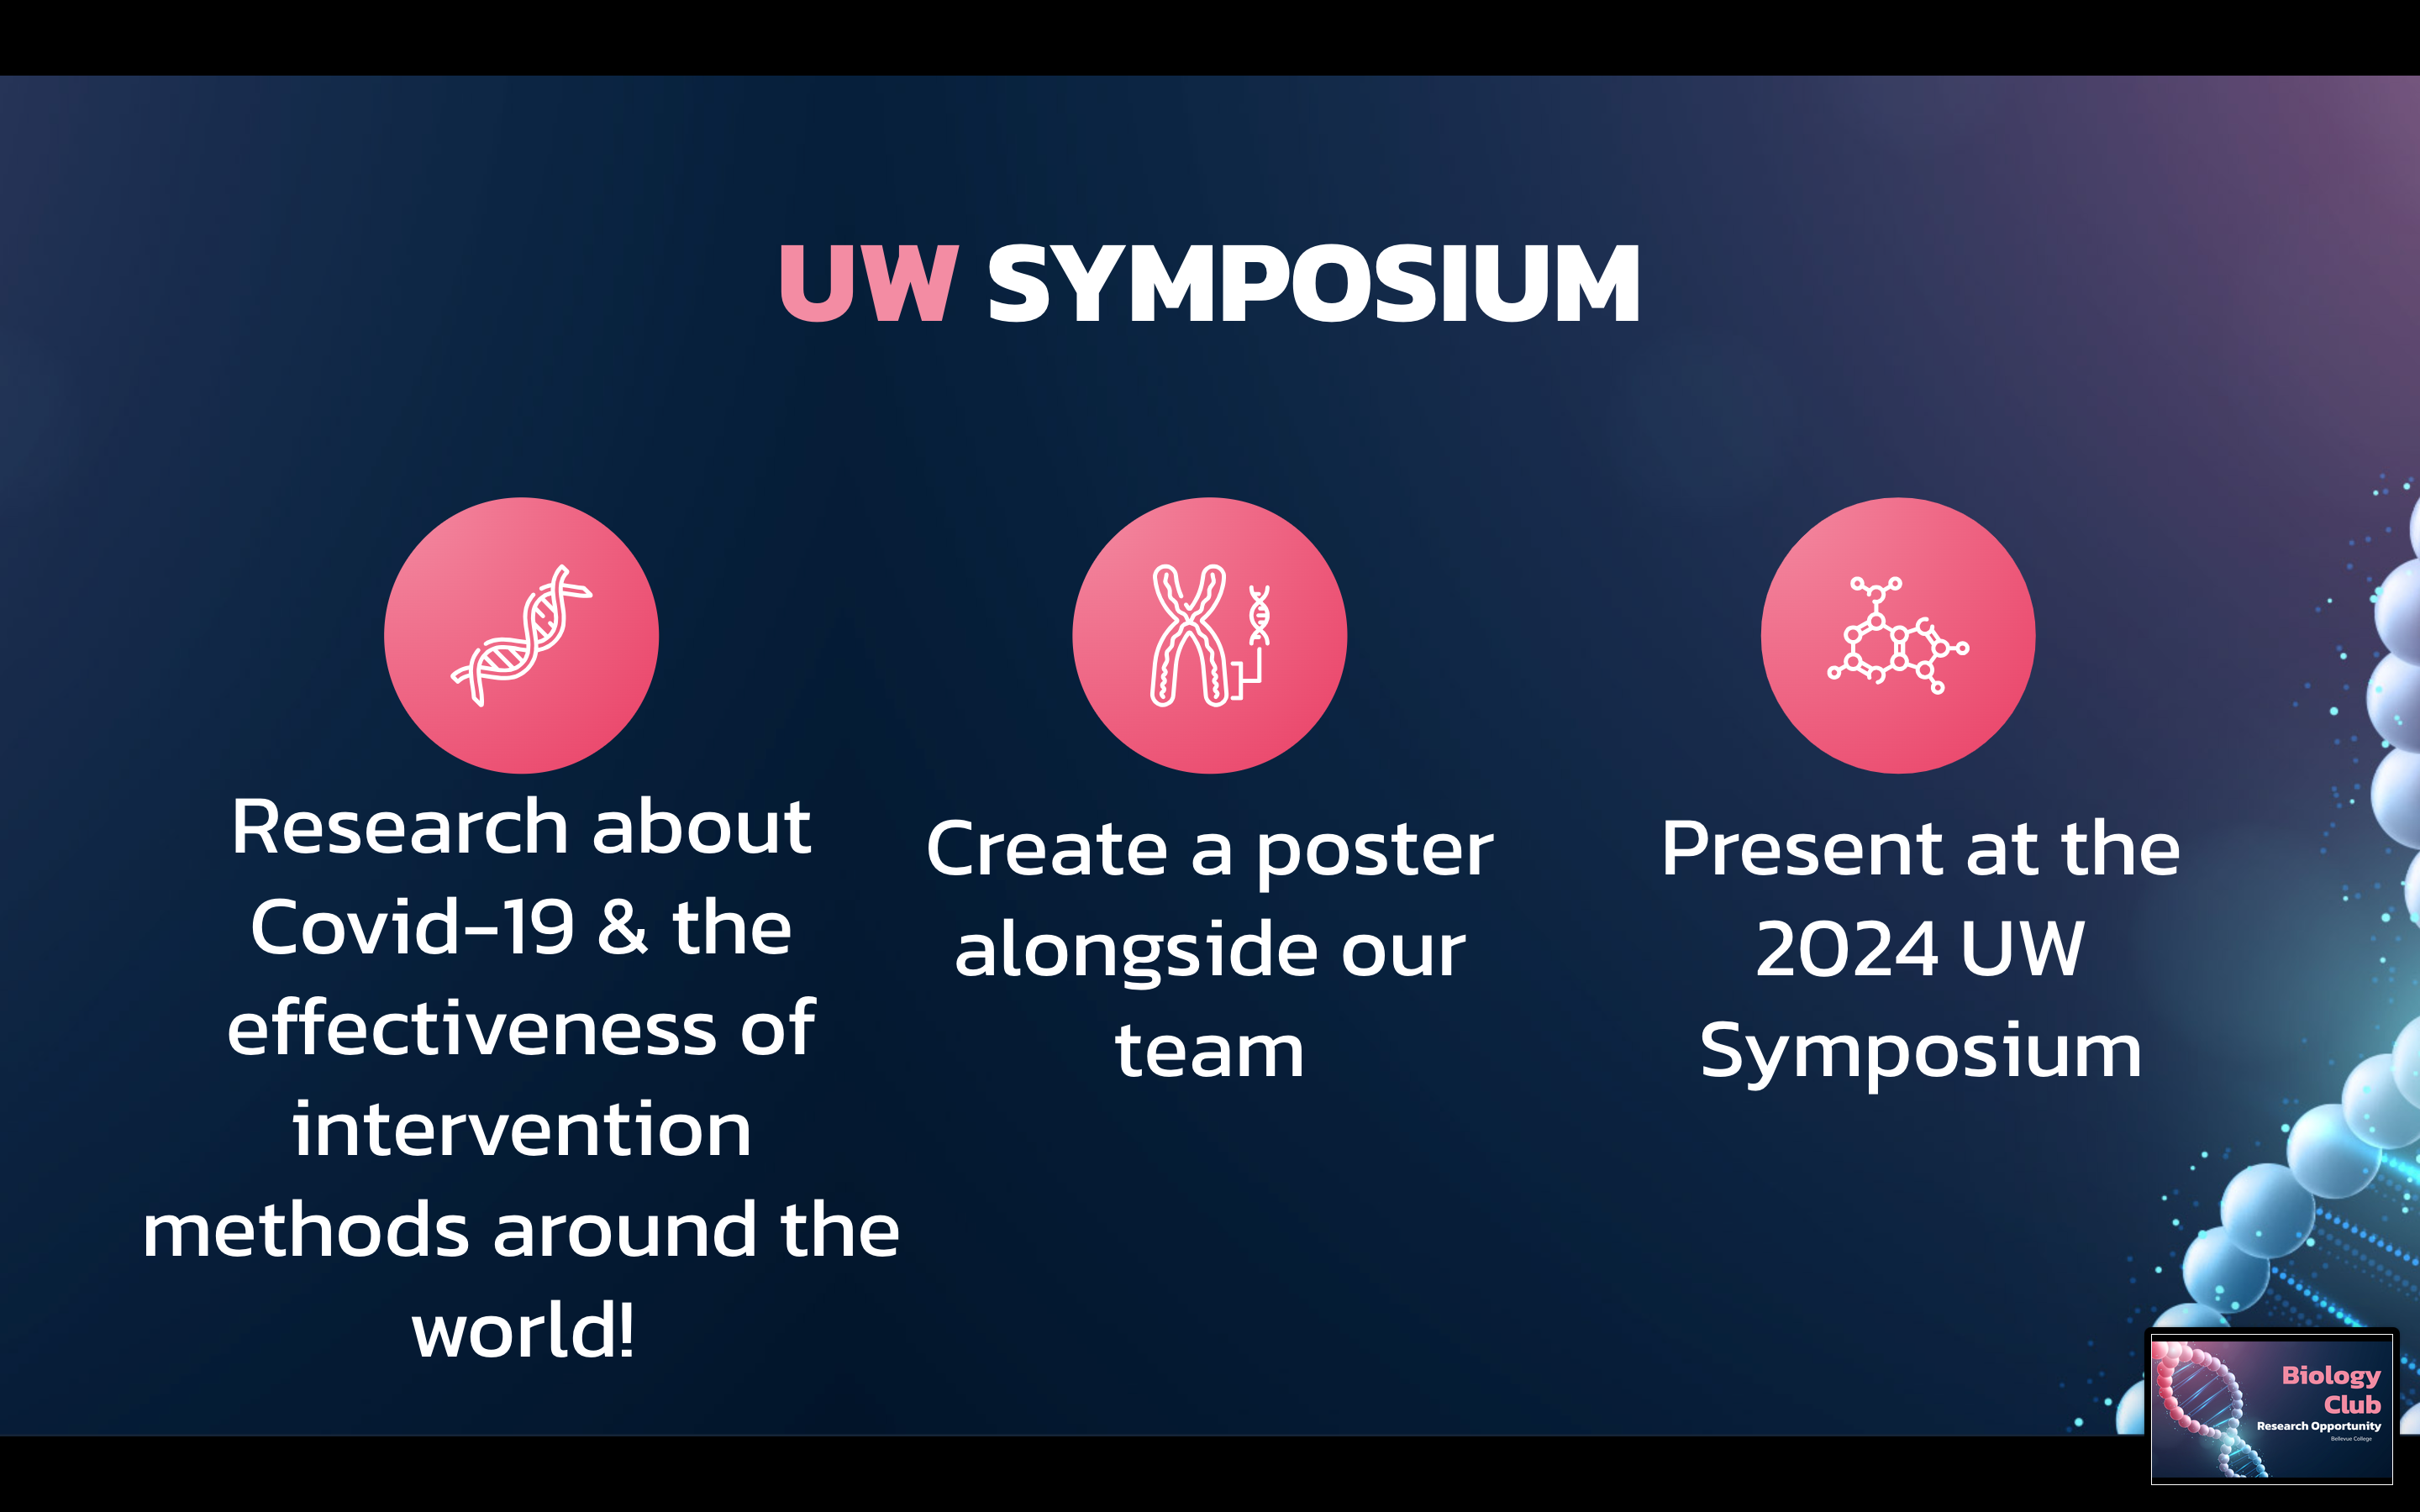 UW SYMPOSIUM
Research about
Covid-19 & the
effectiveness of
intervention
methods around the
world!
Create a poster
alongside our
team
Present at the
2024 UW
Symposium
Biology
Club
Research Opportunity
Bellevue College